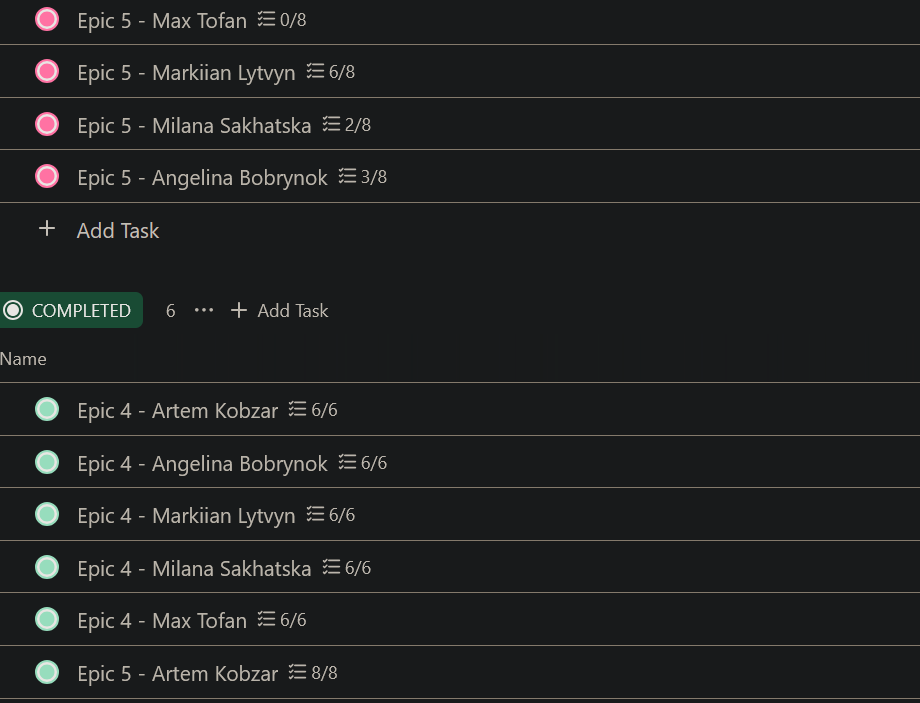 Epic 5 - Max Tofan 0/8
Epic 5 - Markiian Lytvyn 6/8
Epic 5 - Milana Sakhatska 2/8
Epic 5 - Angelina Bobrynok 3/8
+ Add Task
COMPLETED 6 ... + Add Task
Name
Epic 4 - Artem Kobzar 6/6
Epic 4 - Angelina Bobrynok 6/6
Epic 4 - Markiian Lytvyn 6/6
Epic 4 - Milana Sakhatska 6/6
Epic 4 - Max Tofan 6/6
Epic 5 - Artem Kobzar 8/8